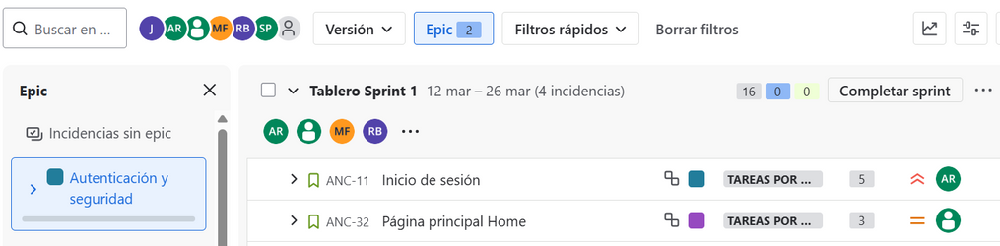 Buscar en ...
J AR MF RB SP
Versión
Epic 2
Filtros rápidos
Borrar filtros
Epic
Incidencias sin epic
Autenticación y
seguridad
Tablero Sprint 1 12 mar – 26 mar (4 incidencias)
16 0 0
Completar sprint
AR MF RB
ANC-11 Inicio de sesión TAREAS POR ... 5 AR
ANC-32 Página principal Home TAREAS POR ... 3